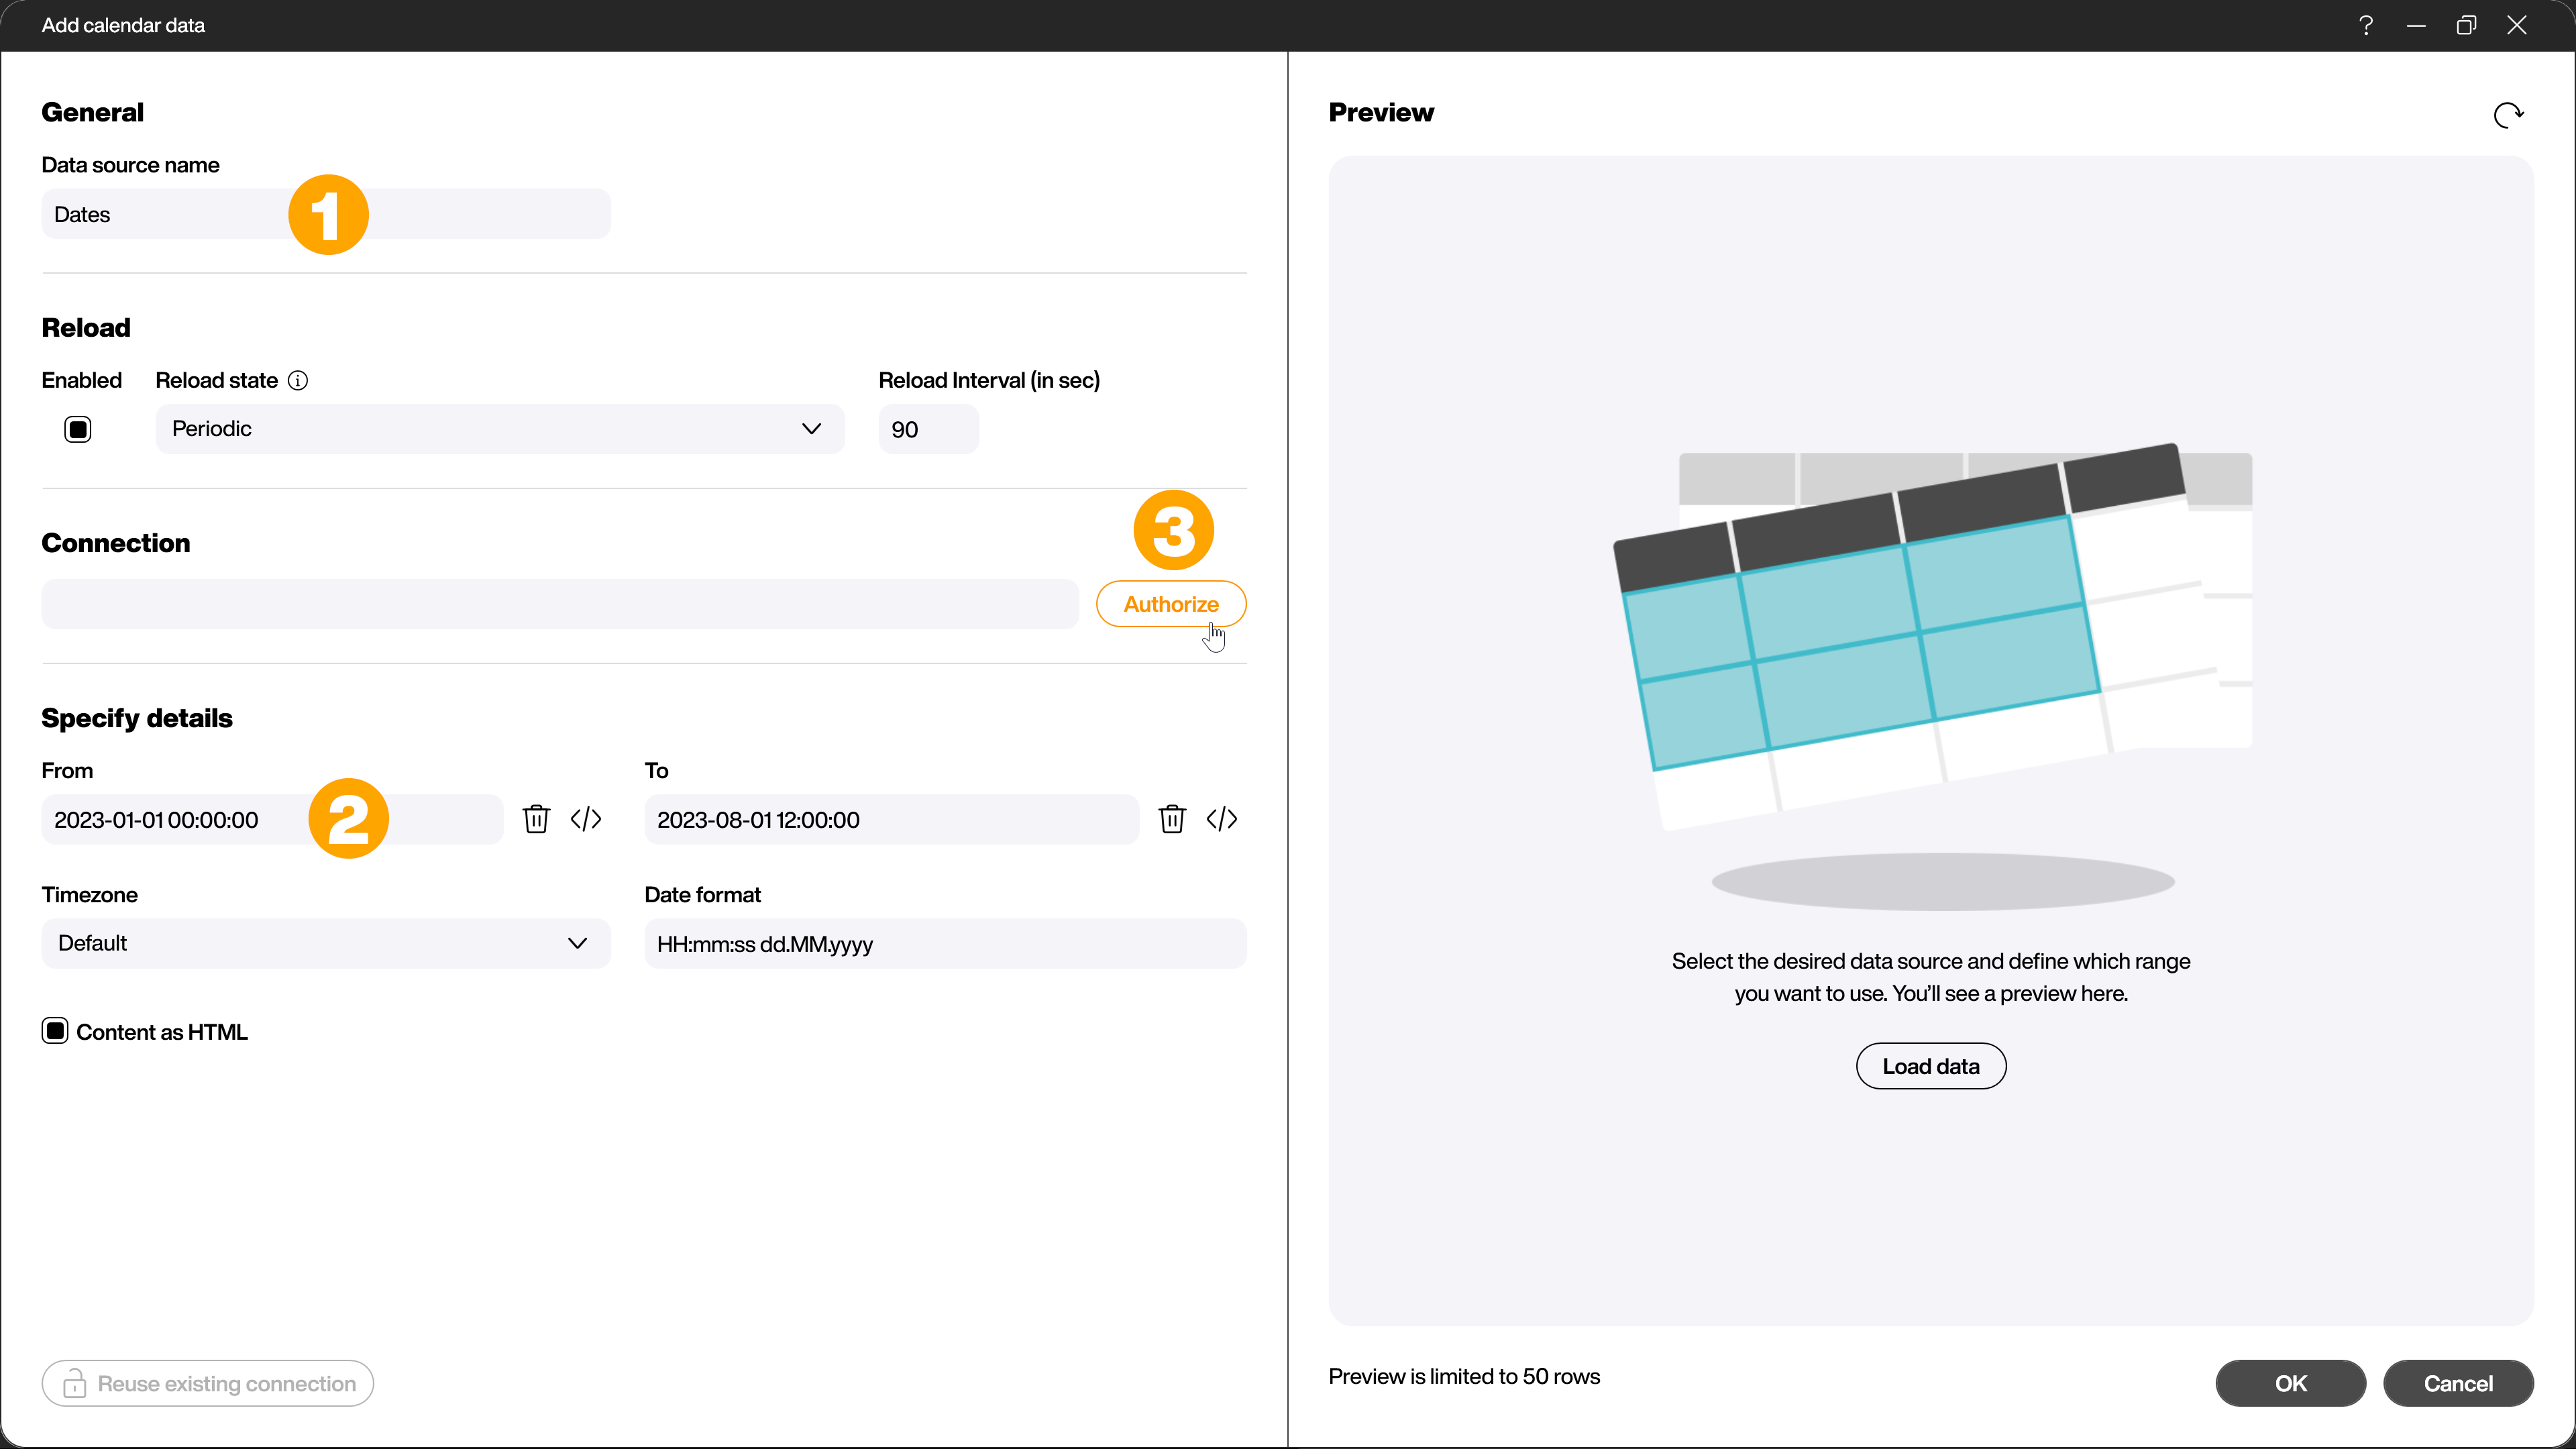 Add calendar data
General
Data source name
Dates
1
Reload
Enabled
Reload state
Reload Interval (in sec)
Periodic
90
Connection
3
Authorize
Specify details
From
To
2023-01-01 00:00:00
2
2023-08-01 12:00:00
Timezone
Date format
Default
HH:mm:ss dd.MM.yyyy
Content as HTML
Reuse existing connection
Preview
Select the desired data source and define which range
you want to use. You'll see a preview here.
Load data
Preview is limited to 50 rows
OK
Cancel